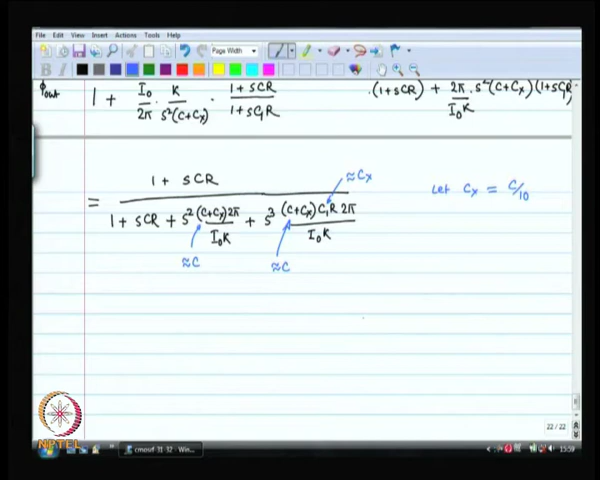 File Edit View Insert Actions Tools Help
Page Width
B I
ϕout 1 + I₀/2π · K/s²(C+Cx) · (1+sCR)/(1+sC₁R) ·(1+sCR) + 2π/I₀K · s²(C+Cx)(1+sC₁R)
≈Cx
= (1 + sCR)/(1 + sCR + s² (C+Cx)2π/I₀K + s³ (C+Cx)C₁R 2π/I₀K) Let Cx = C/10
≈C ≈C
22 / 22
NPTEL
cmosrf-31-32 - Win...
15:59